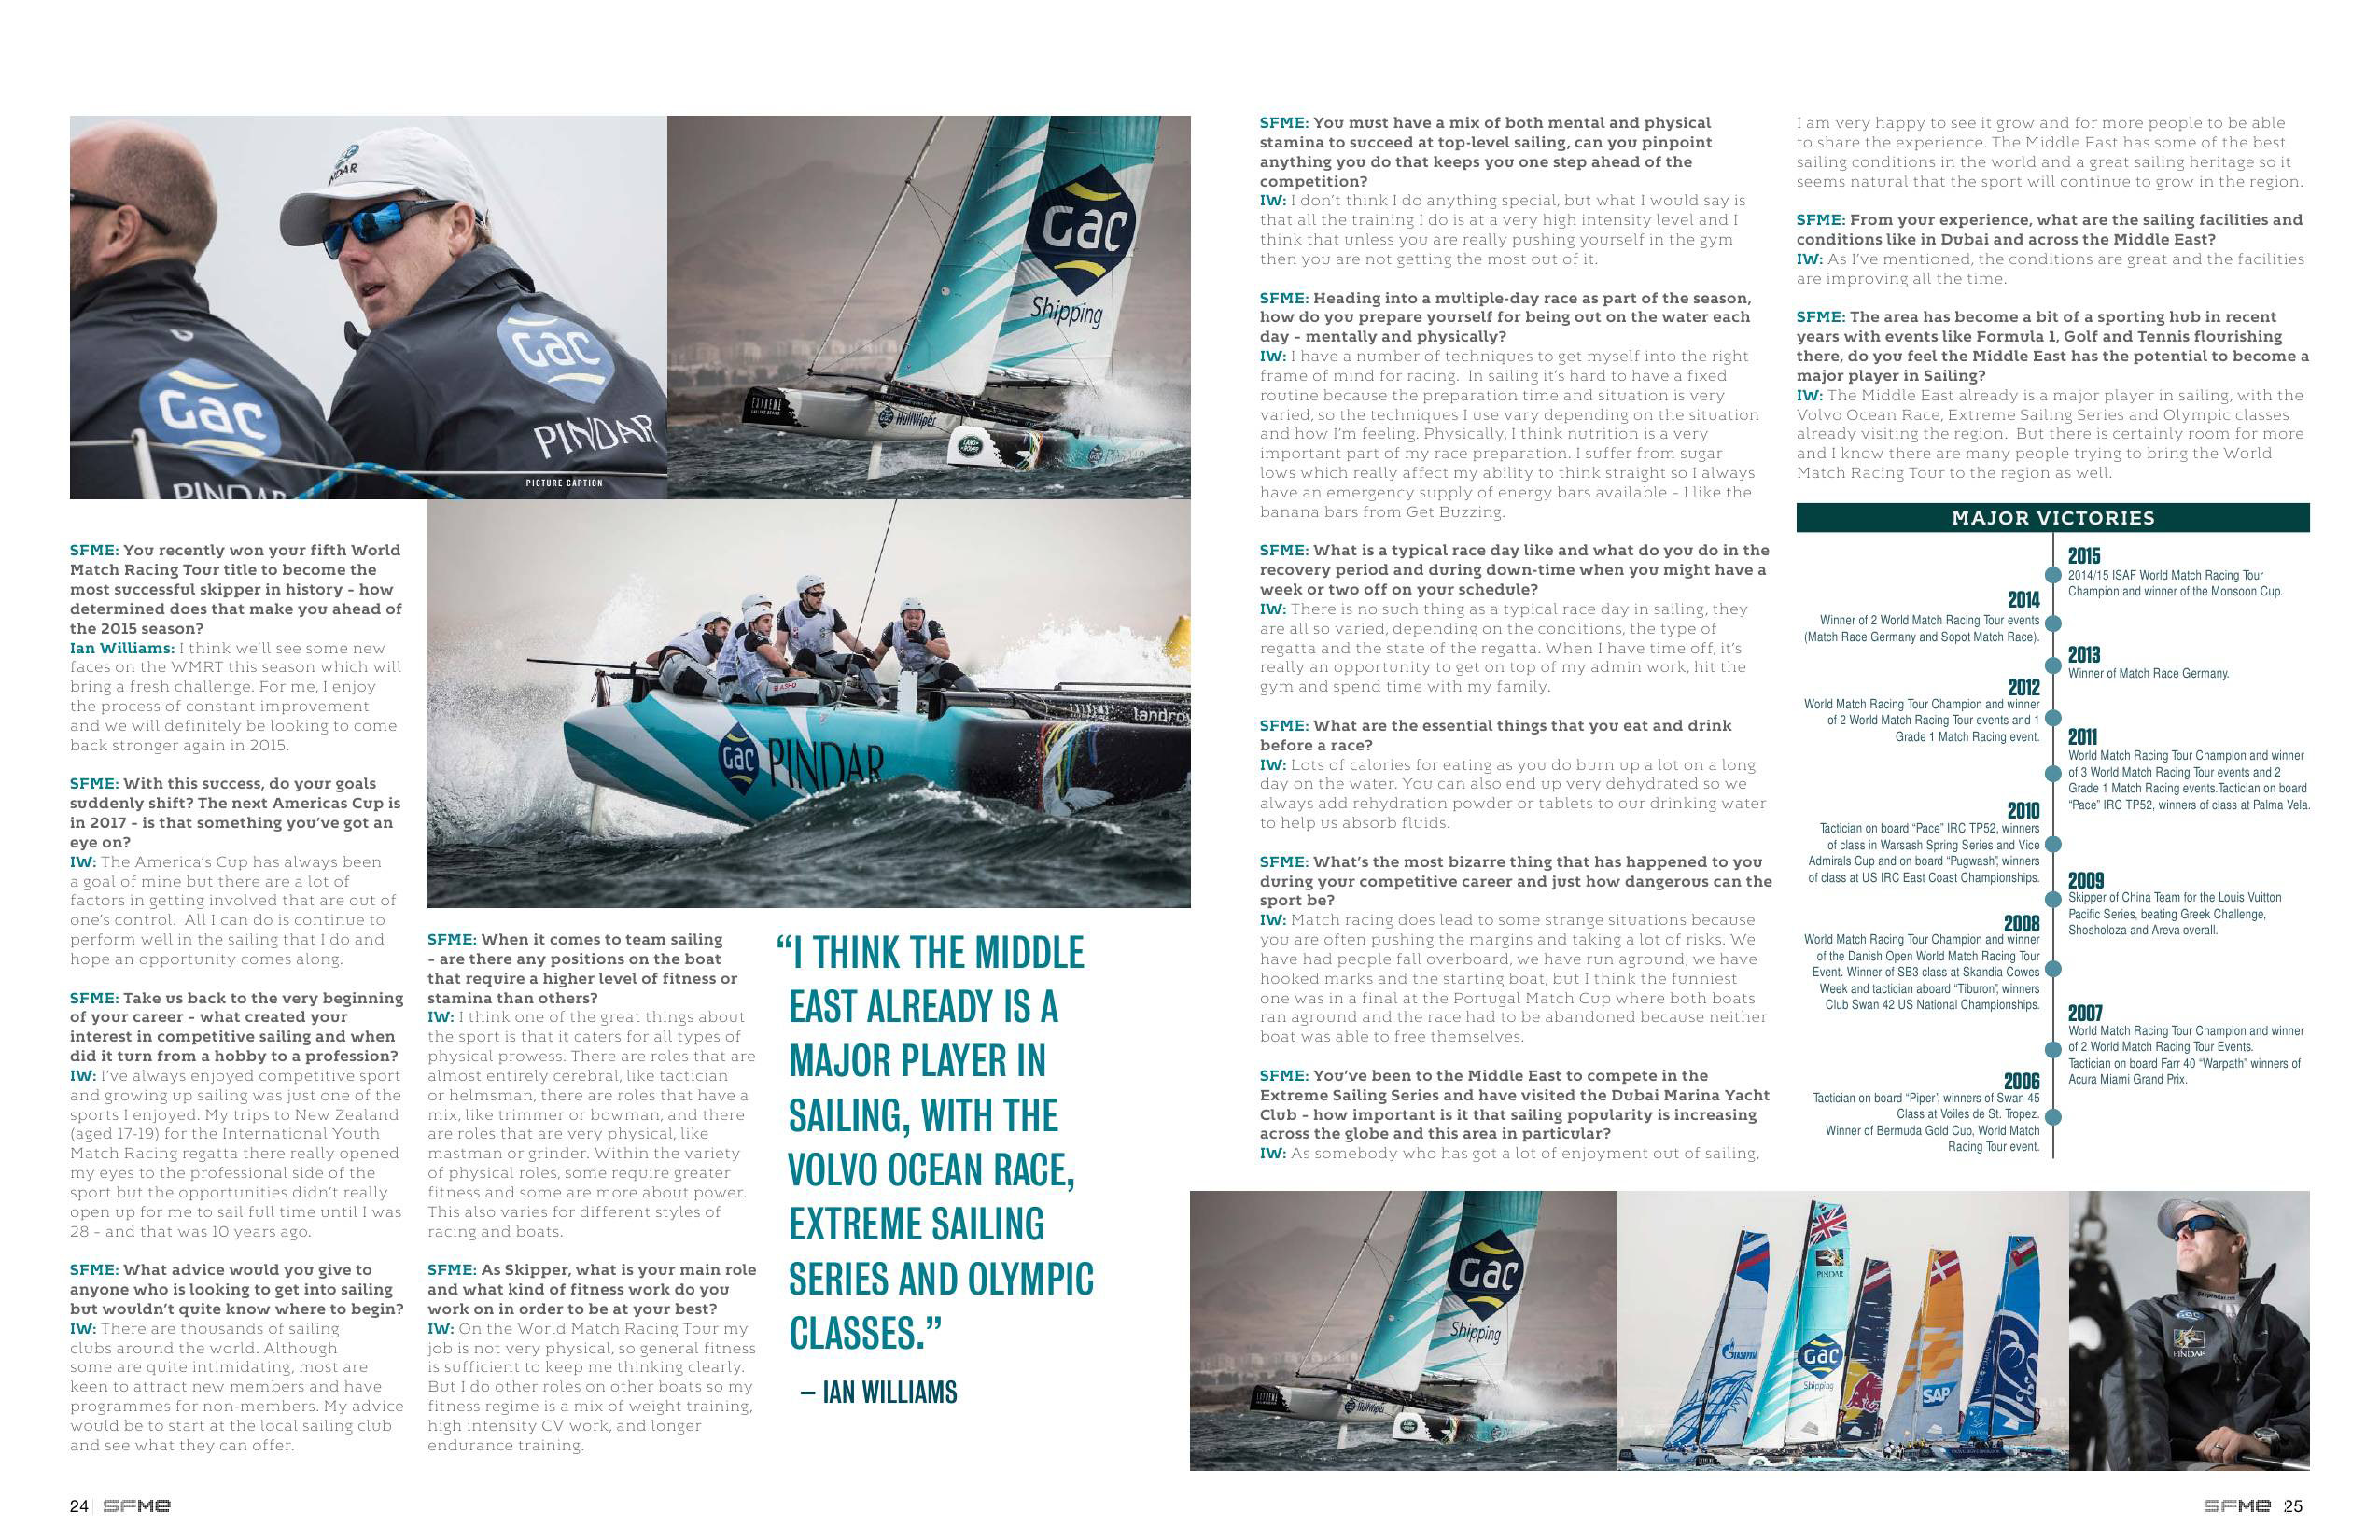 PINDAR
Gac
Gac
PINDAR
PINDAR
PICTURE CAPTION
Gac
Shipping
EXTREME
HullWiper
LAND ROVER
Gac
landro
Gac PINDAR
SFME: You recently won your fifth World
Match Racing Tour title to become the
most successful skipper in history - how
determined does that make you ahead of
the 2015 season?
Ian Williams: I think we’ll see some new
faces on the WMRT this season which will
bring a fresh challenge. For me, I enjoy
the process of constant improvement
and we will definitely be looking to come
back stronger again in 2015.
SFME: With this success, do your goals
suddenly shift? The next Americas Cup is
in 2017 - is that something you’ve got an
eye on?
IW: The America’s Cup has always been
a goal of mine but there are a lot of
factors in getting involved that are out of
one’s control.  All I can do is continue to
perform well in the sailing that I do and
hope an opportunity comes along.
SFME: Take us back to the very beginning
of your career - what created your
interest in competitive sailing and when
did it turn from a hobby to a profession?
IW: I’ve always enjoyed competitive sport
and growing up sailing was just one of the
sports I enjoyed. My trips to New Zealand
(aged 17-19) for the International Youth
Match Racing regatta there really opened
my eyes to the professional side of the
sport but the opportunities didn’t really
open up for me to sail full time until I was
28 - and that was 10 years ago.
SFME: What advice would you give to
anyone who is looking to get into sailing
but wouldn’t quite know where to begin?
IW: There are thousands of sailing
clubs around the world. Although
some are quite intimidating, most are
keen to attract new members and have
programmes for non-members. My advice
would be to start at the local sailing club
and see what they can offer.
SFME: When it comes to team sailing
- are there any positions on the boat
that require a higher level of fitness or
stamina than others?
IW: I think one of the great things about
the sport is that it caters for all types of
physical prowess. There are roles that are
almost entirely cerebral, like tactician
or helmsman, there are roles that have a
mix, like trimmer or bowman, and there
are roles that are very physical, like
mastman or grinder. Within the variety
of physical roles, some require greater
fitness and some are more about power.
This also varies for different styles of
racing and boats.
SFME: As Skipper, what is your main role
and what kind of fitness work do you
work on in order to be at your best?
IW: On the World Match Racing Tour my
job is not very physical, so general fitness
is sufficient to keep me thinking clearly.
But I do other roles on other boats so my
fitness regime is a mix of weight training,
high intensity CV work, and longer
endurance training.
“I THINK THE MIDDLE
EAST ALREADY IS A
MAJOR PLAYER IN
SAILING, WITH THE
VOLVO OCEAN RACE,
EXTREME SAILING
SERIES AND OLYMPIC
CLASSES.”
– IAN WILLIAMS
24 SFME
SFME: You must have a mix of both mental and physical
stamina to succeed at top-level sailing, can you pinpoint
anything you do that keeps you one step ahead of the
competition?
IW: I don’t think I do anything special, but what I would say is
that all the training I do is at a very high intensity level and I
think that unless you are really pushing yourself in the gym
then you are not getting the most out of it.
SFME: Heading into a multiple-day race as part of the season,
how do you prepare yourself for being out on the water each
day - mentally and physically?
IW: I have a number of techniques to get myself into the right
frame of mind for racing.  In sailing it’s hard to have a fixed
routine because the preparation time and situation is very
varied, so the techniques I use vary depending on the situation
and how I’m feeling. Physically, I think nutrition is a very
important part of my race preparation. I suffer from sugar
lows which really affect my ability to think straight so I always
have an emergency supply of energy bars available - I like the
banana bars from Get Buzzing.
SFME: What is a typical race day like and what do you do in the
recovery period and during down-time when you might have a
week or two off on your schedule?
IW: There is no such thing as a typical race day in sailing, they
are all so varied, depending on the conditions, the type of
regatta and the state of the regatta. When I have time off, it’s
really an opportunity to get on top of my admin work, hit the
gym and spend time with my family.
SFME: What are the essential things that you eat and drink
before a race?
IW: Lots of calories for eating as you do burn up a lot on a long
day on the water. You can also end up very dehydrated so we
always add rehydration powder or tablets to our drinking water
to help us absorb fluids.
SFME: What’s the most bizarre thing that has happened to you
during your competitive career and just how dangerous can the
sport be?
IW: Match racing does lead to some strange situations because
you are often pushing the margins and taking a lot of risks. We
have had people fall overboard, we have run aground, we have
hooked marks and the starting boat, but I think the funniest
one was in a final at the Portugal Match Cup where both boats
ran aground and the race had to be abandoned because neither
boat was able to free themselves.
SFME: You’ve been to the Middle East to compete in the
Extreme Sailing Series and have visited the Dubai Marina Yacht
Club - how important is it that sailing popularity is increasing
across the globe and this area in particular?
IW: As somebody who has got a lot of enjoyment out of sailing,
I am very happy to see it grow and for more people to be able
to share the experience. The Middle East has some of the best
sailing conditions in the world and a great sailing heritage so it
seems natural that the sport will continue to grow in the region.
SFME: From your experience, what are the sailing facilities and
conditions like in Dubai and across the Middle East?
IW: As I’ve mentioned, the conditions are great and the facilities
are improving all the time.
SFME: The area has become a bit of a sporting hub in recent
years with events like Formula 1, Golf and Tennis flourishing
there, do you feel the Middle East has the potential to become a
major player in Sailing?
IW: The Middle East already is a major player in sailing, with the
Volvo Ocean Race, Extreme Sailing Series and Olympic classes
already visiting the region.  But there is certainly room for more
and I know there are many people trying to bring the World
Match Racing Tour to the region as well.
MAJOR VICTORIES
2015
2014/15 ISAF World Match Racing Tour
Champion and winner of the Monsoon Cup.
2014
Winner of 2 World Match Racing Tour events
(Match Race Germany and Sopot Match Race).
2013
Winner of Match Race Germany.
2012
World Match Racing Tour Champion and winner
of 2 World Match Racing Tour events and 1
Grade 1 Match Racing event.
2011
World Match Racing Tour Champion and winner
of 3 World Match Racing Tour events and 2
Grade 1 Match Racing events.Tactician on board
“Pace” IRC TP52, winners of class at Palma Vela.
2010
Tactician on board “Pace” IRC TP52, winners
of class in Warsash Spring Series and Vice
Admirals Cup and on board “Pugwash”, winners
of class at US IRC East Coast Championships.
2009
Skipper of China Team for the Louis Vuitton
Pacific Series, beating Greek Challenge,
Shosholoza and Areva overall.
2008
World Match Racing Tour Champion and winner
of the Danish Open World Match Racing Tour
Event. Winner of SB3 class at Skandia Cowes
Week and tactician aboard “Tiburon”, winners
Club Swan 42 US National Championships.
2007
World Match Racing Tour Champion and winner
of 2 World Match Racing Tour Events.
Tactician on board Farr 40 “Warpath” winners of
Acura Miami Grand Prix.
2006
Tactician on board “Piper”, winners of Swan 45
Class at Voiles de St. Tropez.
Winner of Bermuda Gold Cup, World Match
Racing Tour event.
Gac
Shipping
EXTREME
HullWiper
PINDAR
Gac
Shipping
SAP
Gac
PINDAR
SFME 25